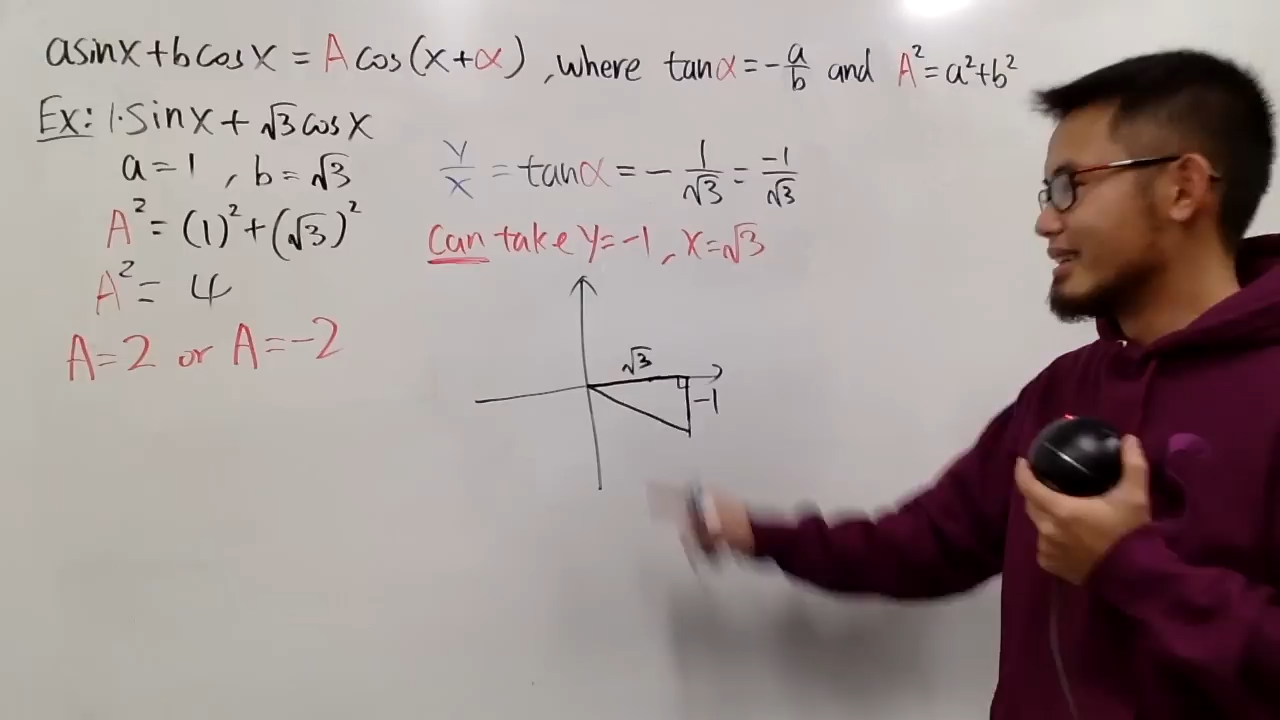 asinx+bcosx = A cos(x+α) , where tanα = -a/b and A²=a²+b²
Ex: 1·Sinx + √3 cosx
a=1 , b=√3
A² = (1)² + (√3)²
A² = 4
A=2 or A=-2
y/x = tanα = - 1/√3 = -1/√3
Can take y=-1, x=√3
√3
-1